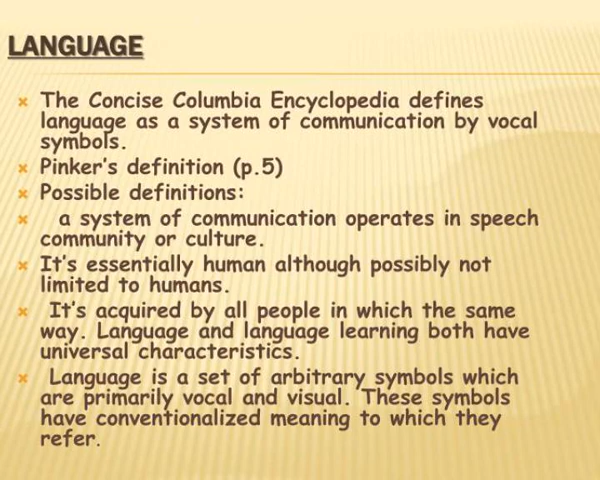 LANGUAGE
The Concise Columbia Encyclopedia defines
language as a system of communication by vocal
symbols.
Pinker's definition (p.5)
Possible definitions:
a system of communication operates in speech
community or culture.
It's essentially human although possibly not
limited to humans.
It's acquired by all people in which the same
way. Language and language learning both have
universal characteristics.
Language is a set of arbitrary symbols which
are primarily vocal and visual. These symbols
have conventionalized meaning to which they
refer.